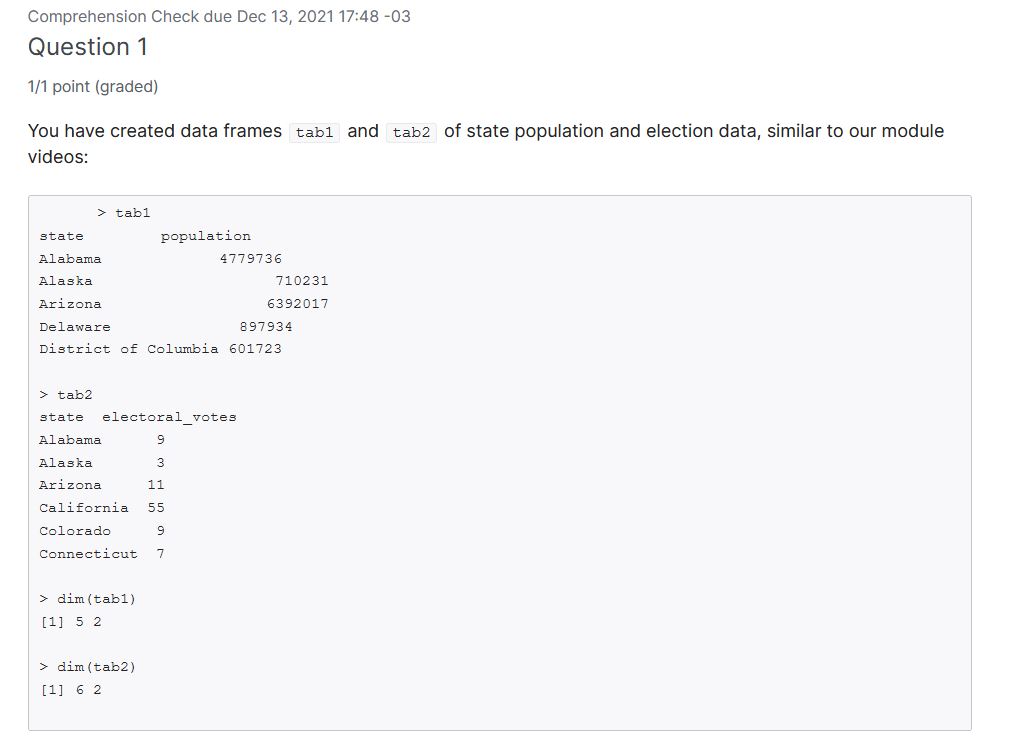 Comprehension Check due Dec 13, 2021 17:48 -03
Question 1
1/1 point (graded)
You have created data frames tab1 and tab2 of state population and election data, similar to our module
videos:
> tab1
state population
Alabama 4779736
Alaska 710231
Arizona 6392017
Delaware 897934
District of Columbia 601723
> tab2
state electoral_votes
Alabama 9
Alaska 3
Arizona 11
California 55
Colorado 9
Connecticut 7
> dim(tab1)
[1] 5 2
> dim(tab2)
[1] 6 2